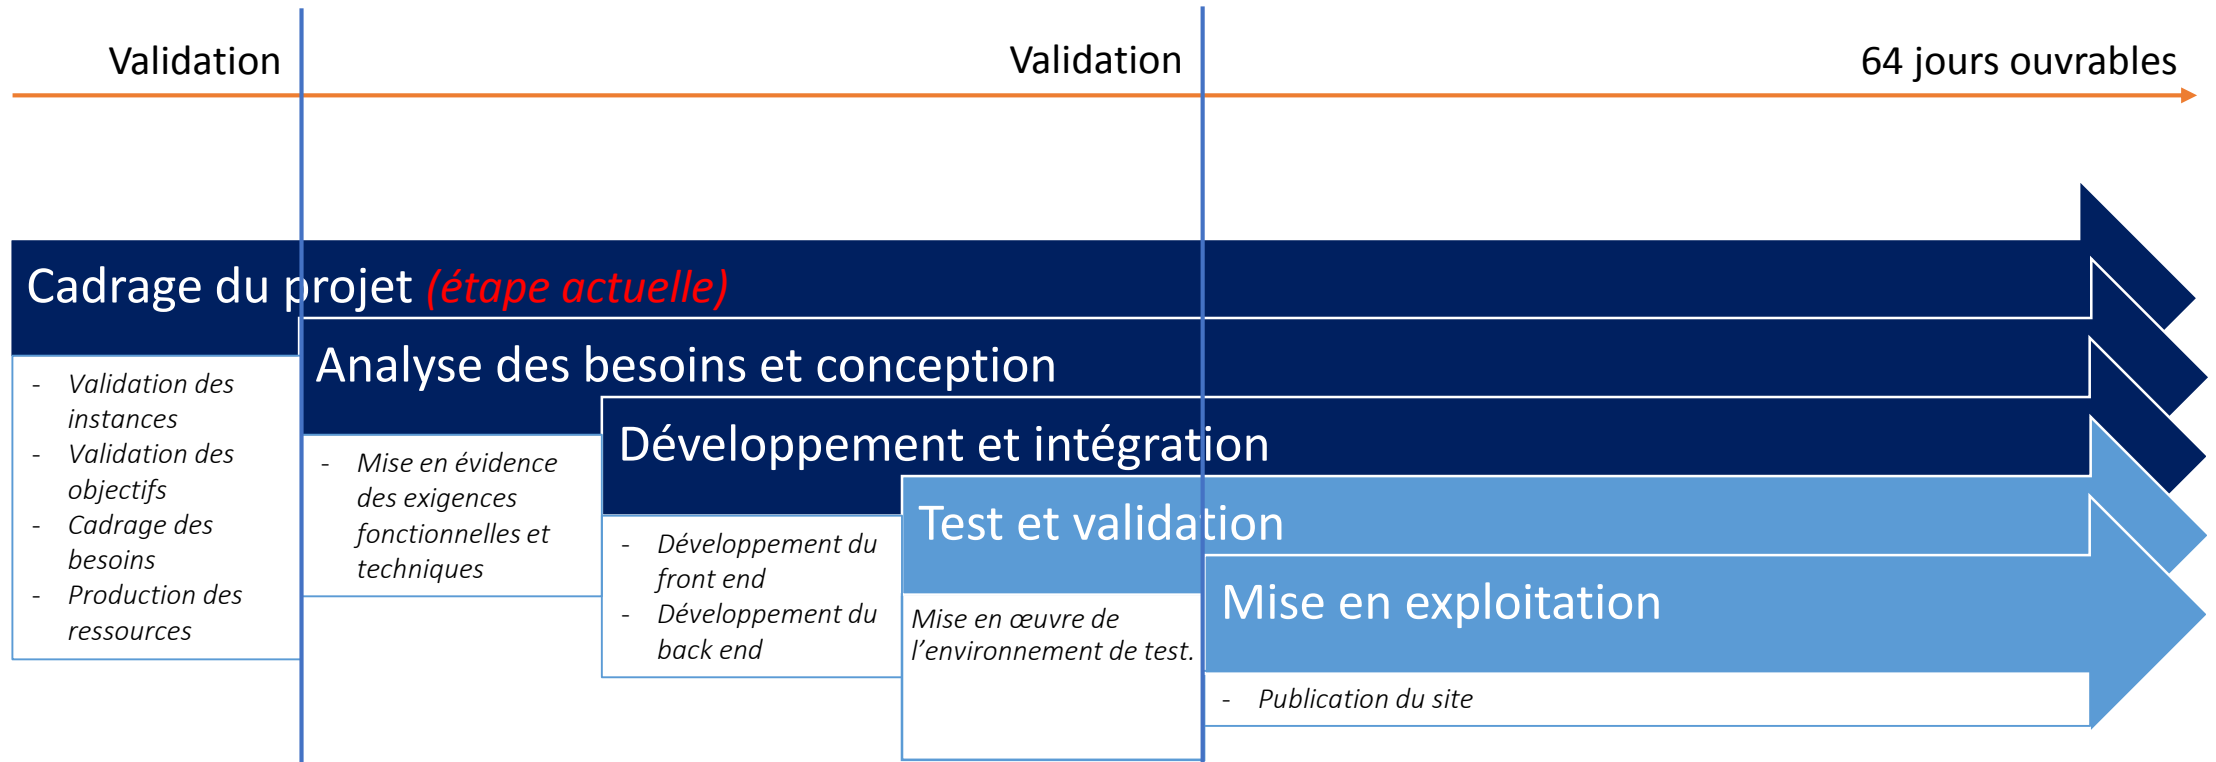 Validation
Validation
64 jours ouvrables
Cadrage du projet (étape actuelle)
- Validation des
instances
- Validation des
objectifs
- Cadrage des
besoins
- Production des
ressources
Analyse des besoins et conception
- Mise en évidence
des exigences
fonctionnelles et
techniques
Développement et intégration
- Développement du
front end
- Développement du
back end
Test et validation
Mise en œuvre de
l’environnement de test.
Mise en exploitation
- Publication du site